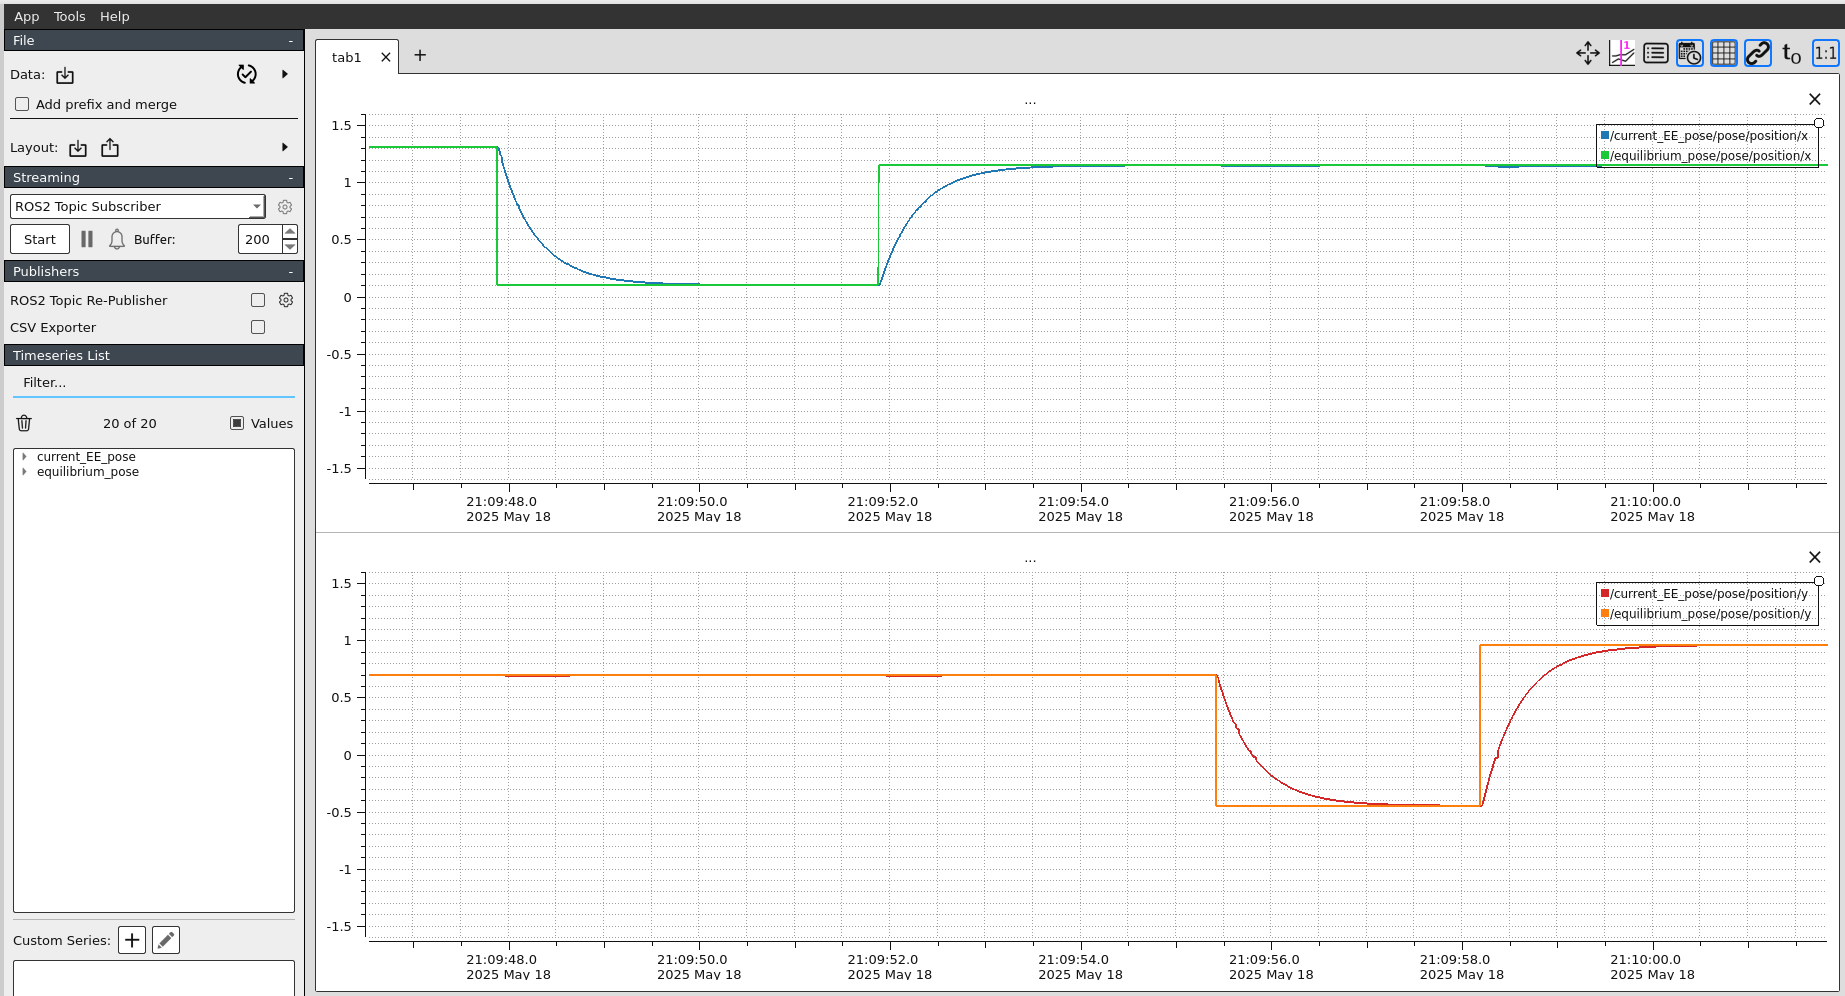 App Tools Help
File -
Data:
Add prefix and merge
Layout:
Streaming -
ROS2 Topic Subscriber
Start Buffer: 200
Publishers -
ROS2 Topic Re-Publisher
CSV Exporter
Timeseries List
Filter...
20 of 20 Values
current_EE_pose
equilibrium_pose
Custom Series:
tab1
1
t0 1:1
...
/current_EE_pose/pose/position/x
/equilibrium_pose/pose/position/x
1.5
1
0.5
0
-0.5
-1
-1.5
21:09:48.0 21:09:50.0 21:09:52.0 21:09:54.0 21:09:56.0 21:09:58.0 21:10:00.0
2025 May 18 2025 May 18 2025 May 18 2025 May 18 2025 May 18 2025 May 18 2025 May 18
...
/current_EE_pose/pose/position/y
/equilibrium_pose/pose/position/y
1.5
1
0.5
0
-0.5
-1
-1.5
21:09:48.0 21:09:50.0 21:09:52.0 21:09:54.0 21:09:56.0 21:09:58.0 21:10:00.0
2025 May 18 2025 May 18 2025 May 18 2025 May 18 2025 May 18 2025 May 18 2025 May 18